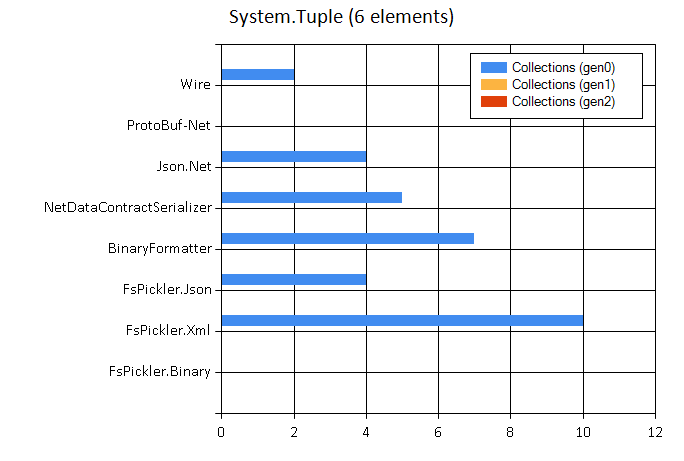 System.Tuple (6 elements)
Collections (gen0)
Collections (gen1)
Collections (gen2)
Wire
ProtoBuf-Net
Json.Net
NetDataContractSerializer
BinaryFormatter
FsPickler.Json
FsPickler.Xml
FsPickler.Binary
0 2 4 6 8 10 12